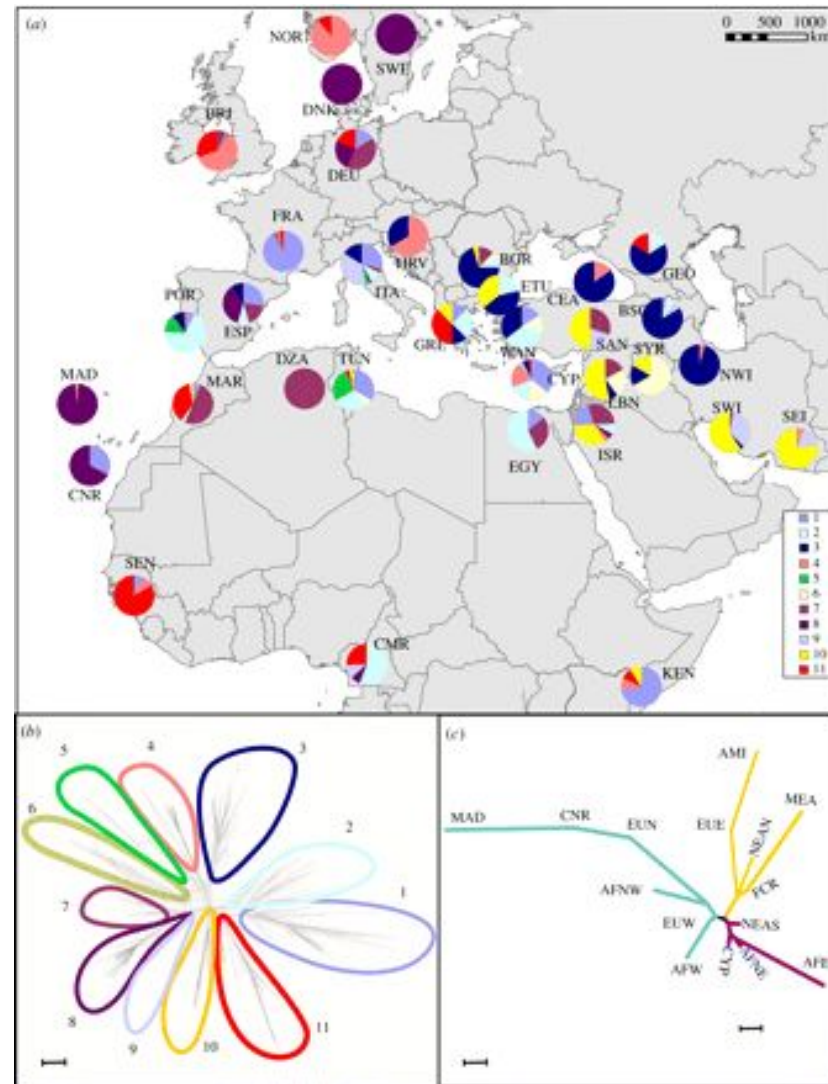 (a)
0 500 1000
km
NOR
SWE
DNK
BRI
DEU
FRA
HRV
BGR
GEO
ITA
ETU
CEA
POR
ESP
BSC
GRE
WAN
SAN
SYR
NWI
MAD
MAR
DZA
TUN
CYP
LBN
SWI
SEI
CNR
EGY
ISR
SEN
CMR
KEN
1
2
3
4
5
6
7
8
9
10
11
(b)
5
4
3
6
2
1
7
8
9
10
11
(c)
AMI
MAD
CNR
EUN
EUE
NEAN
MEA
AFNW
FCR
EUW
NEAS
AFW
CYP
AFNE
AFE